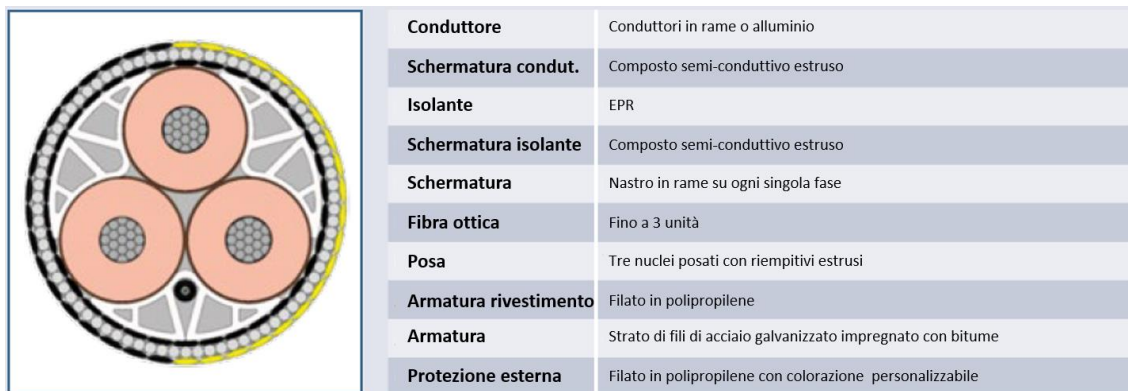 Conduttore Conduttori in rame o alluminio
Schermatura condut. Composto semi-conduttivo estruso
Isolante EPR
Schermatura isolante Composto semi-conduttivo estruso
Schermatura Nastro in rame su ogni singola fase
Fibra ottica Fino a 3 unità
Posa Tre nuclei posati con riempitivi estrusi
Armatura rivestimento Filato in polipropilene
Armatura Strato di fili di acciaio galvanizzato impregnato con bitume
Protezione esterna Filato in polipropilene con colorazione personalizzabile